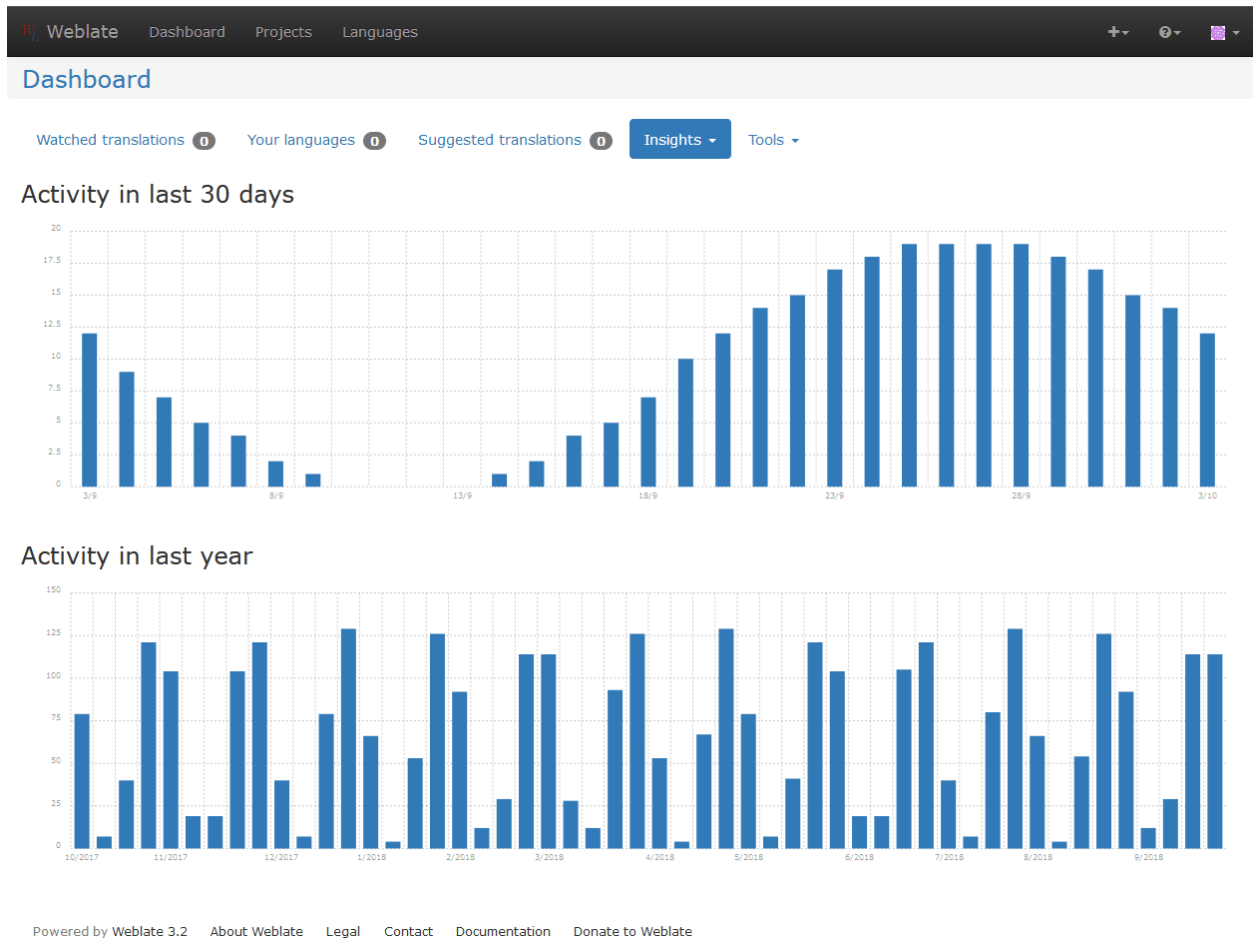 Weblate Dashboard Projects Languages
Dashboard
Watched translations 0 Your languages 0 Suggested translations 0 Insights Tools
Activity in last 30 days
20
17.5
15
12.5
10
7.5
5
2.5
0
3/9 8/9 13/9 18/9 23/9 28/9 3/10
Activity in last year
150
125
100
75
50
25
0
10/2017 11/2017 12/2017 1/2018 2/2018 3/2018 4/2018 5/2018 6/2018 7/2018 8/2018 9/2018
Powered by Weblate 3.2 About Weblate Legal Contact Documentation Donate to Weblate